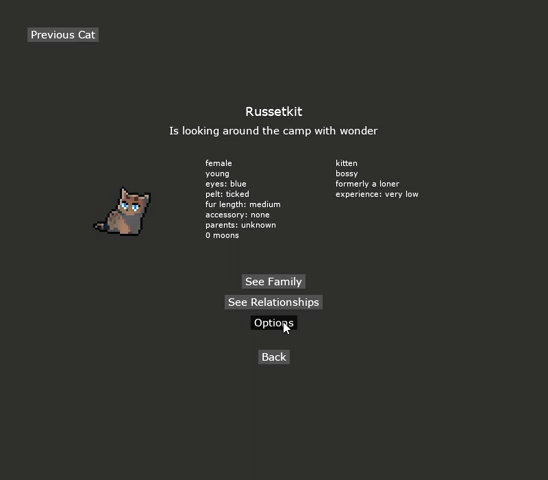 Previous Cat
Russetkit
Is looking around the camp with wonder
female
young
eyes: blue
pelt: ticked
fur length: medium
accessory: none
parents: unknown
0 moons
kitten
bossy
formerly a loner
experience: very low
See Family
See Relationships
Options
Back